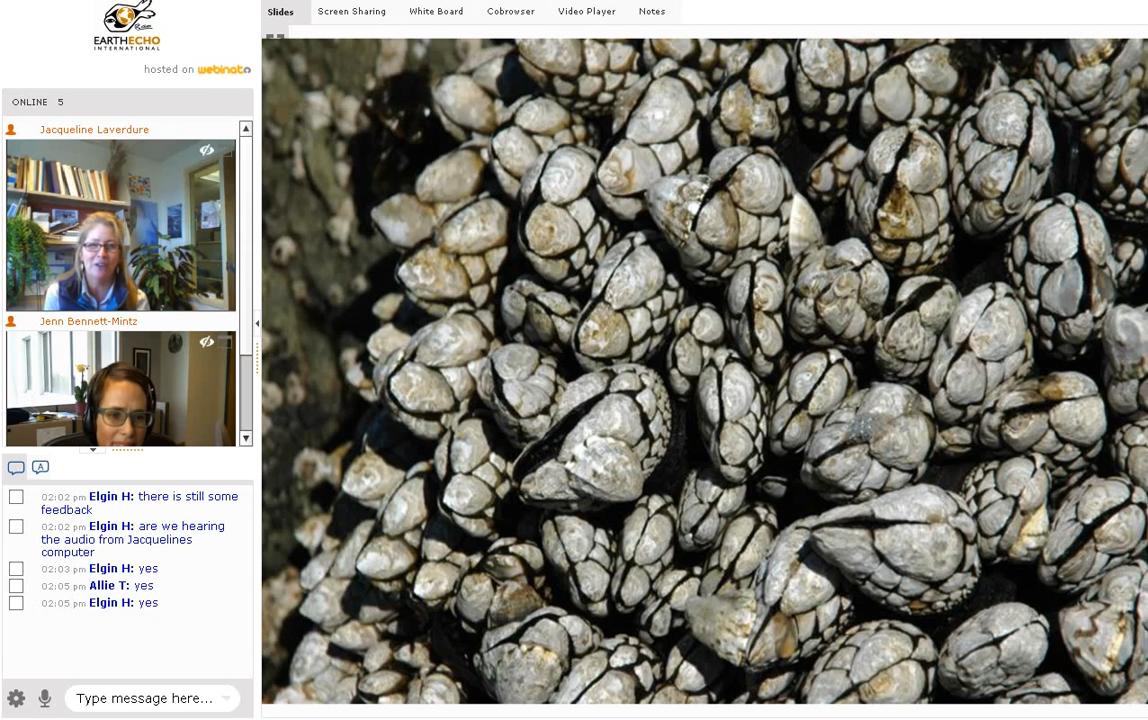 EARTHECHO
INTERNATIONAL
hosted on webinato
ONLINE 5
Jacqueline Laverdure
Jenn Bennett-Mintz
A
02:02 pm Elgin H: there is still some
feedback
02:02 pm Elgin H: are we hearing
the audio from Jacquelines
computer
02:03 pm Elgin H: yes
02:05 pm Allie T: yes
02:05 pm Elgin H: yes
Type message here...
Slides Screen Sharing White Board Cobrowser Video Player Notes